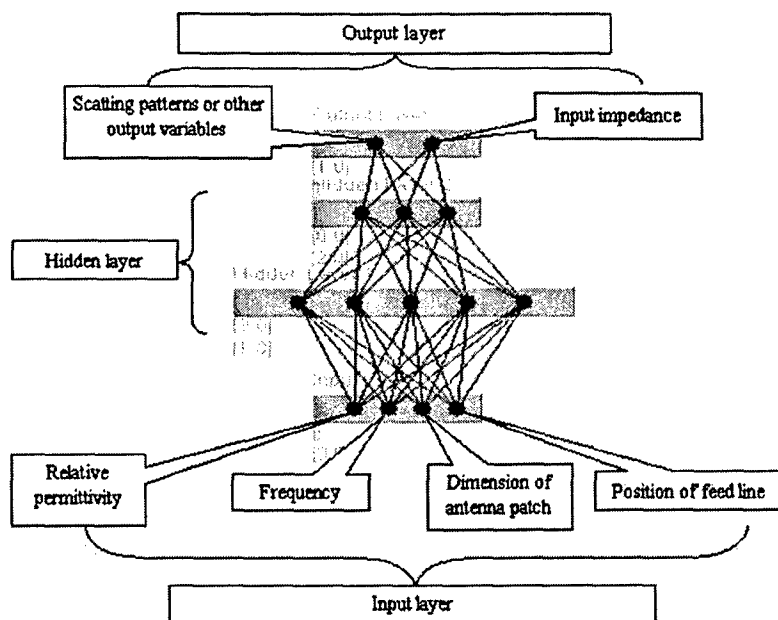 Output layer
Scatting patterns or other
output variables
Input impedance
Hidden layer
Relative
permittivity
Frequency
Dimension of
antenna patch
Position of feed line
Input layer